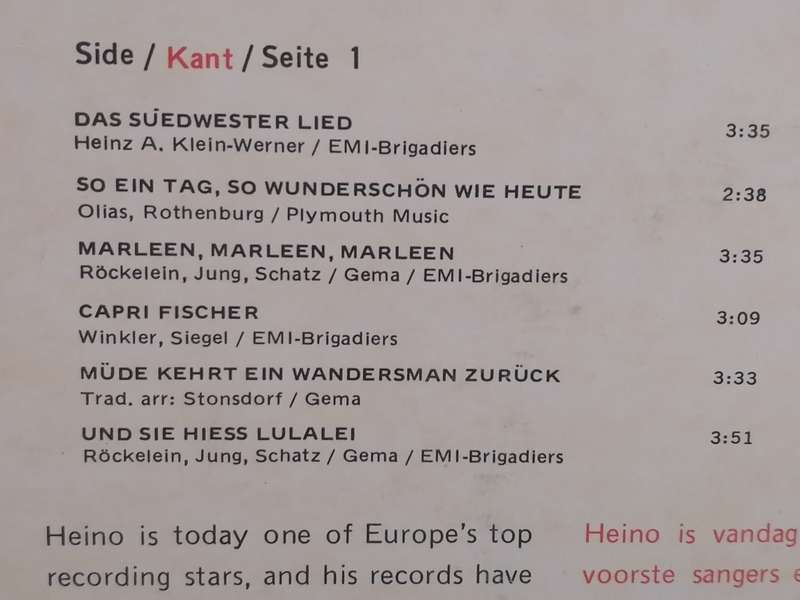 Side / Kant / Seite 1
DAS SUEDWESTER LIED 3:35
Heinz A. Klein-Werner / EMI-Brigadiers
SO EIN TAG, SO WUNDERSCHÖN WIE HEUTE 2:38
Olias, Rothenburg / Plymouth Music
MARLEEN, MARLEEN, MARLEEN 3:35
Röckelein, Jung, Schatz / Gema / EMI-Brigadiers
CAPRI FISCHER 3:09
Winkler, Siegel / EMI-Brigadiers
MÜDE KEHRT EIN WANDERSMAN ZURÜCK 3:33
Trad. arr: Stonsdorf / Gema
UND SIE HIESS LULALEI 3:51
Röckelein, Jung, Schatz / Gema / EMI-Brigadiers
Heino is today one of Europe's top
recording stars, and his records have
Heino is vandag
voorste sangers e